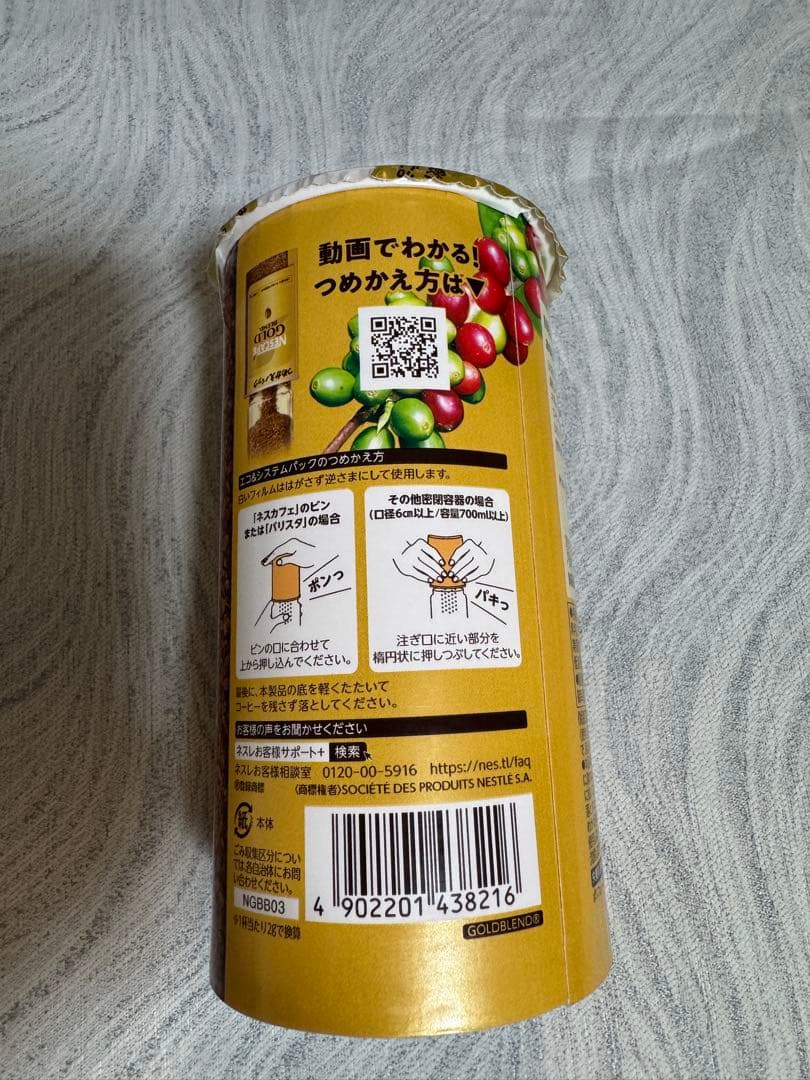 動画でわかる!
つめかえ方は▼
NESCAFÉ
GOLD
BLEND
つめかえパック
エコ&システムパックのつめかえ方
白いフィルムははがさず逆さまにして使用します。
「ネスカフェ」のビン
または「バリスタ」の場合
ポンっ
ビンの口に合わせて
上から押し込んでください。
その他密閉容器の場合
(口径6cm以上/容量700ml以上)
パキっ
注ぎ口に近い部分を
楕円状に押しつぶしてください。
最後に、本製品の底を軽くたたいて
コーヒーを残さず落としてください。
お客様の声をお聞かせください
ネスレお客様サポート+ 検索
ネスレお客様相談室 0120-00-5916 https://nes.tl/faq
®登録商標 〈商標権者〉SOCIÉTÉ DES PRODUITS NESTLÉ S.A.
紙 本体
ごみ収集区分につい
ては、各自治体にお問
い合わせください。
NGBB03
※1杯当たり2gで換算
4 902201 438216
GOLDBLEND®